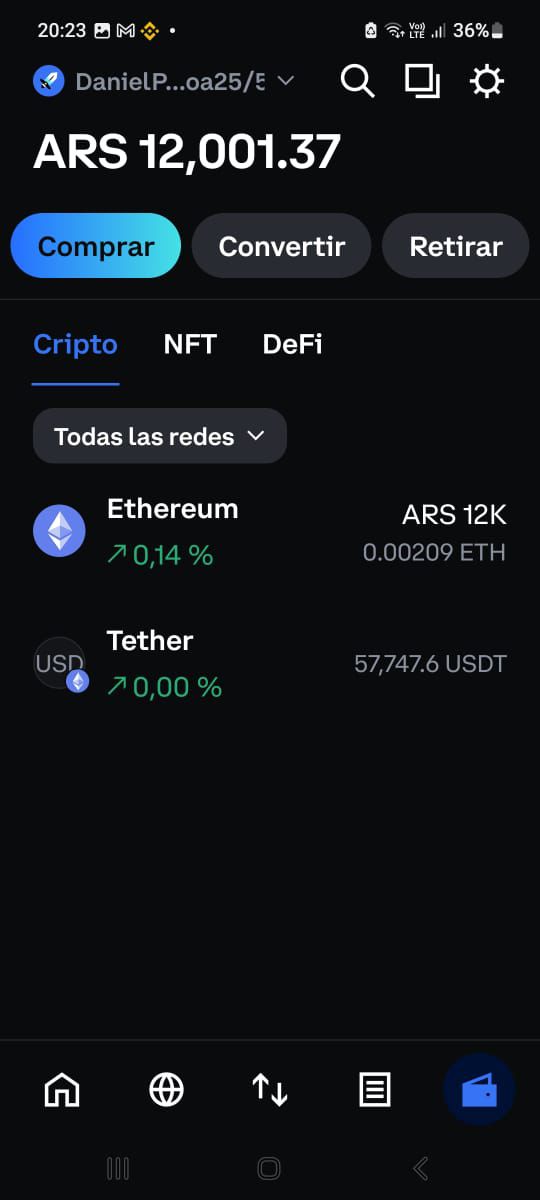 20:23 36%
DanielP...oa25/5
ARS 12,001.37
Comprar Convertir Retirar
Cripto NFT DeFi
Todas las redes
Ethereum ARS 12K
↗ 0,14 % 0.00209 ETH
Tether
USD 57,747.6 USDT
↗ 0,00 %